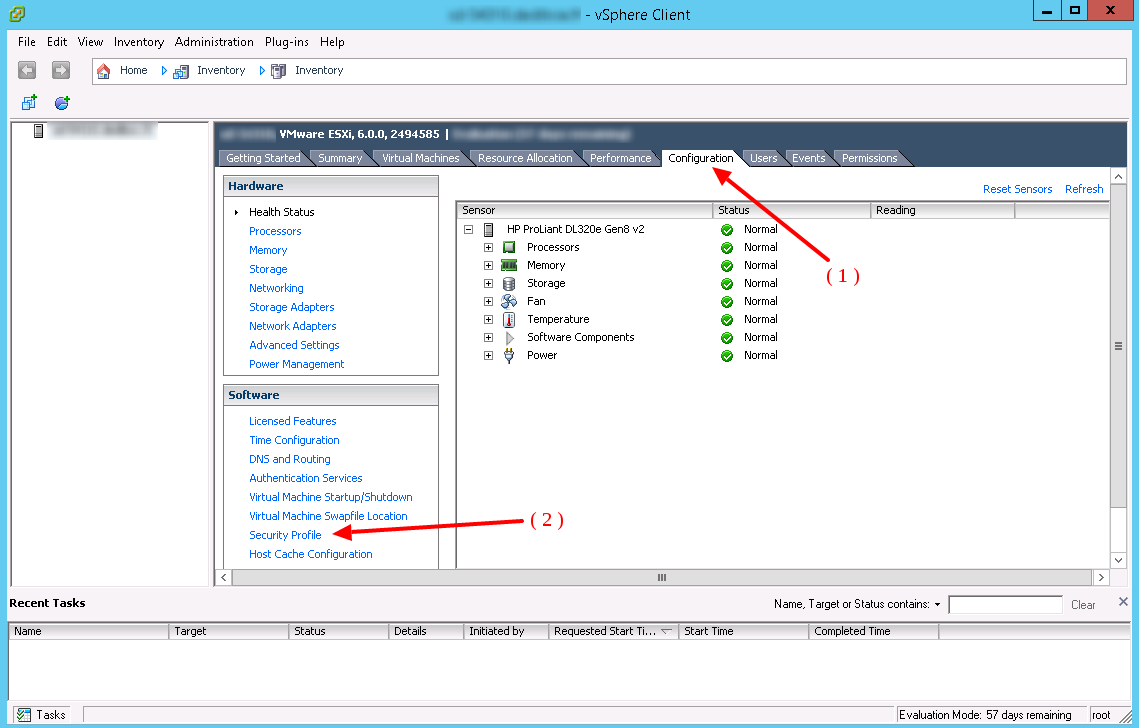 - vSphere Client
File Edit View Inventory Administration Plug-ins Help
Home Inventory Inventory
VMware ESXi, 6.0.0, 2494585 |
Getting Started Summary Virtual Machines Resource Allocation Performance Configuration Users Events Permissions
Hardware
Health Status
Processors
Memory
Storage
Networking
Storage Adapters
Network Adapters
Advanced Settings
Power Management
Software
Licensed Features
Time Configuration
DNS and Routing
Authentication Services
Virtual Machine Startup/Shutdown
Virtual Machine Swapfile Location
Security Profile
Host Cache Configuration
Reset Sensors Refresh
Sensor Status Reading
HP ProLiant DL320e Gen8 v2 Normal
Processors Normal
Memory Normal
Storage Normal
Fan Normal
Temperature Normal
Software Components Normal
Power Normal
( 1 )
( 2 )
Recent Tasks
Name, Target or Status contains: Clear
Name Target Status Details Initiated by Requested Start Ti... Start Time Completed Time
Tasks
Evaluation Mode: 57 days remaining root